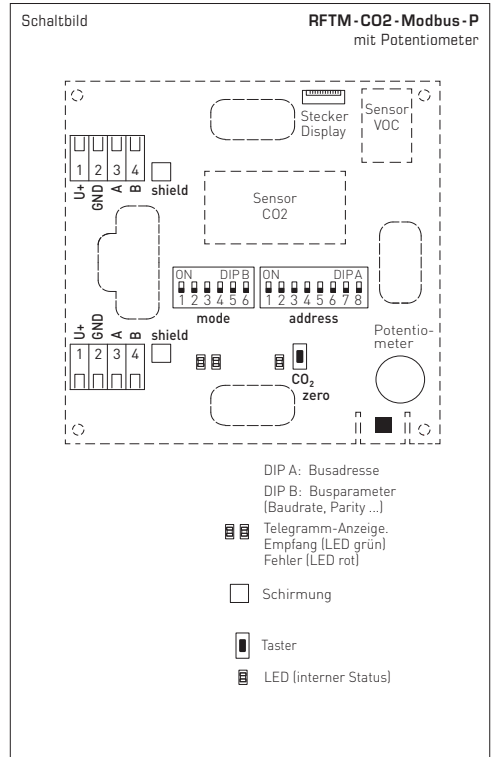 Schaltbild
RFTM-CO2-Modbus-P
mit Potentiometer
Stecker
Display
Sensor
VOC
1 2 3 4
U+ GND A B
shield
Sensor
CO2
ON DIP B
1 2 3 4 5 6
mode
ON DIP A
1 2 3 4 5 6 7 8
address
U+ GND A B
shield
1 2 3 4
CO₂
zero
Potentio-
meter
DIP A: Busadresse
DIP B: Busparameter
(Baudrate, Parity ...)
Telegramm-Anzeige.
Empfang (LED grün)
Fehler (LED rot)
Schirmung
Taster
LED (interner Status)